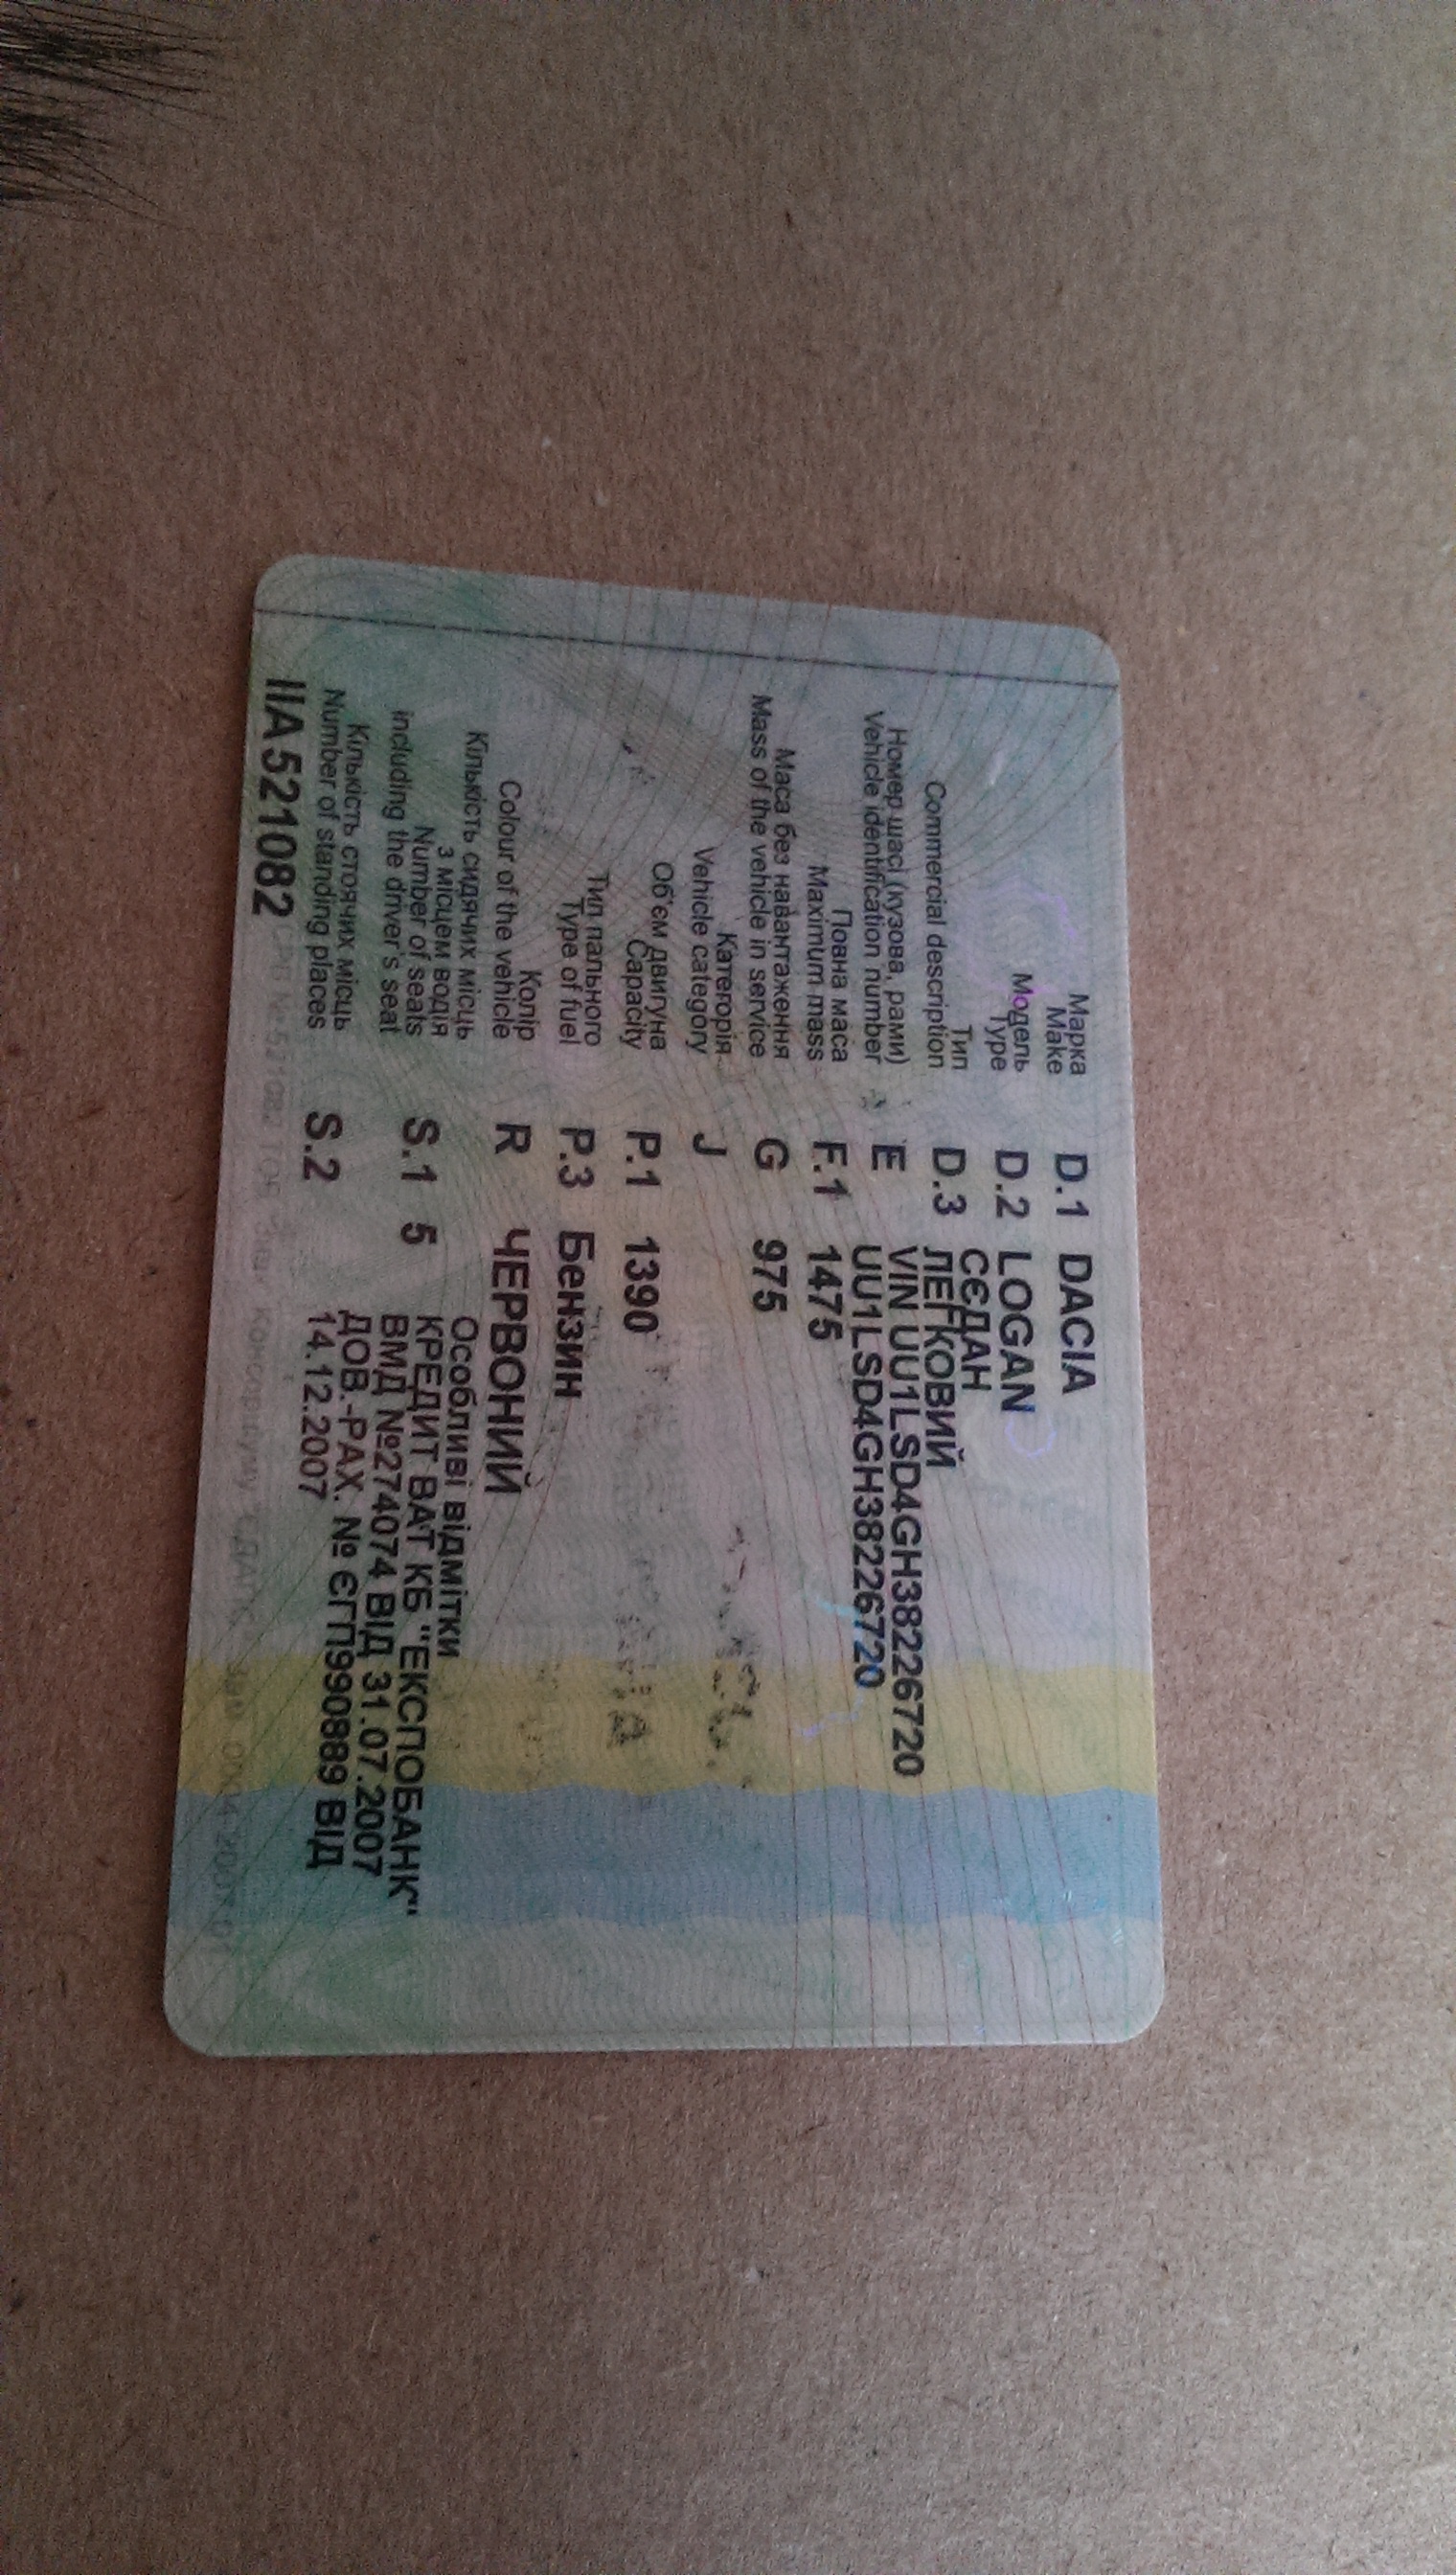 Марка
Make D.1 DACIA
Модель
Type D.2 LOGAN
СЄДАН
Тип
Commercial description D.3 ЛЕГКОВИЙ
Номер шасі (кузова, рами)
Vehicle identification number E VIN UU1LSD4GH38226720
UU1LSD4GH38226720
Повна маса
Maximum mass F.1 1475
Маса без навантаження
Mass of the vehicle in service G 975
Категорія
Vehicle category J
Об'єм двигуна
Capacity P.1 1390
Тип пального
Type of fuel P.3 Бензин
Колір
Colour of the vehicle R ЧЕРВОНИЙ
Кількість сидячих місць
з місцем водія
Number of seats
including the driver's seat S.1 5
Кількість стоячих місць
Number of standing places S.2
Особливі відмітки
КРЕДИТ ВАТ КБ "ЕКСПОБАНК"
ВМД №274074 ВІД 31.07.2007
ДОВ.-РАХ. № ЄГП990889 ВІД
14.12.2007
ІІА521082